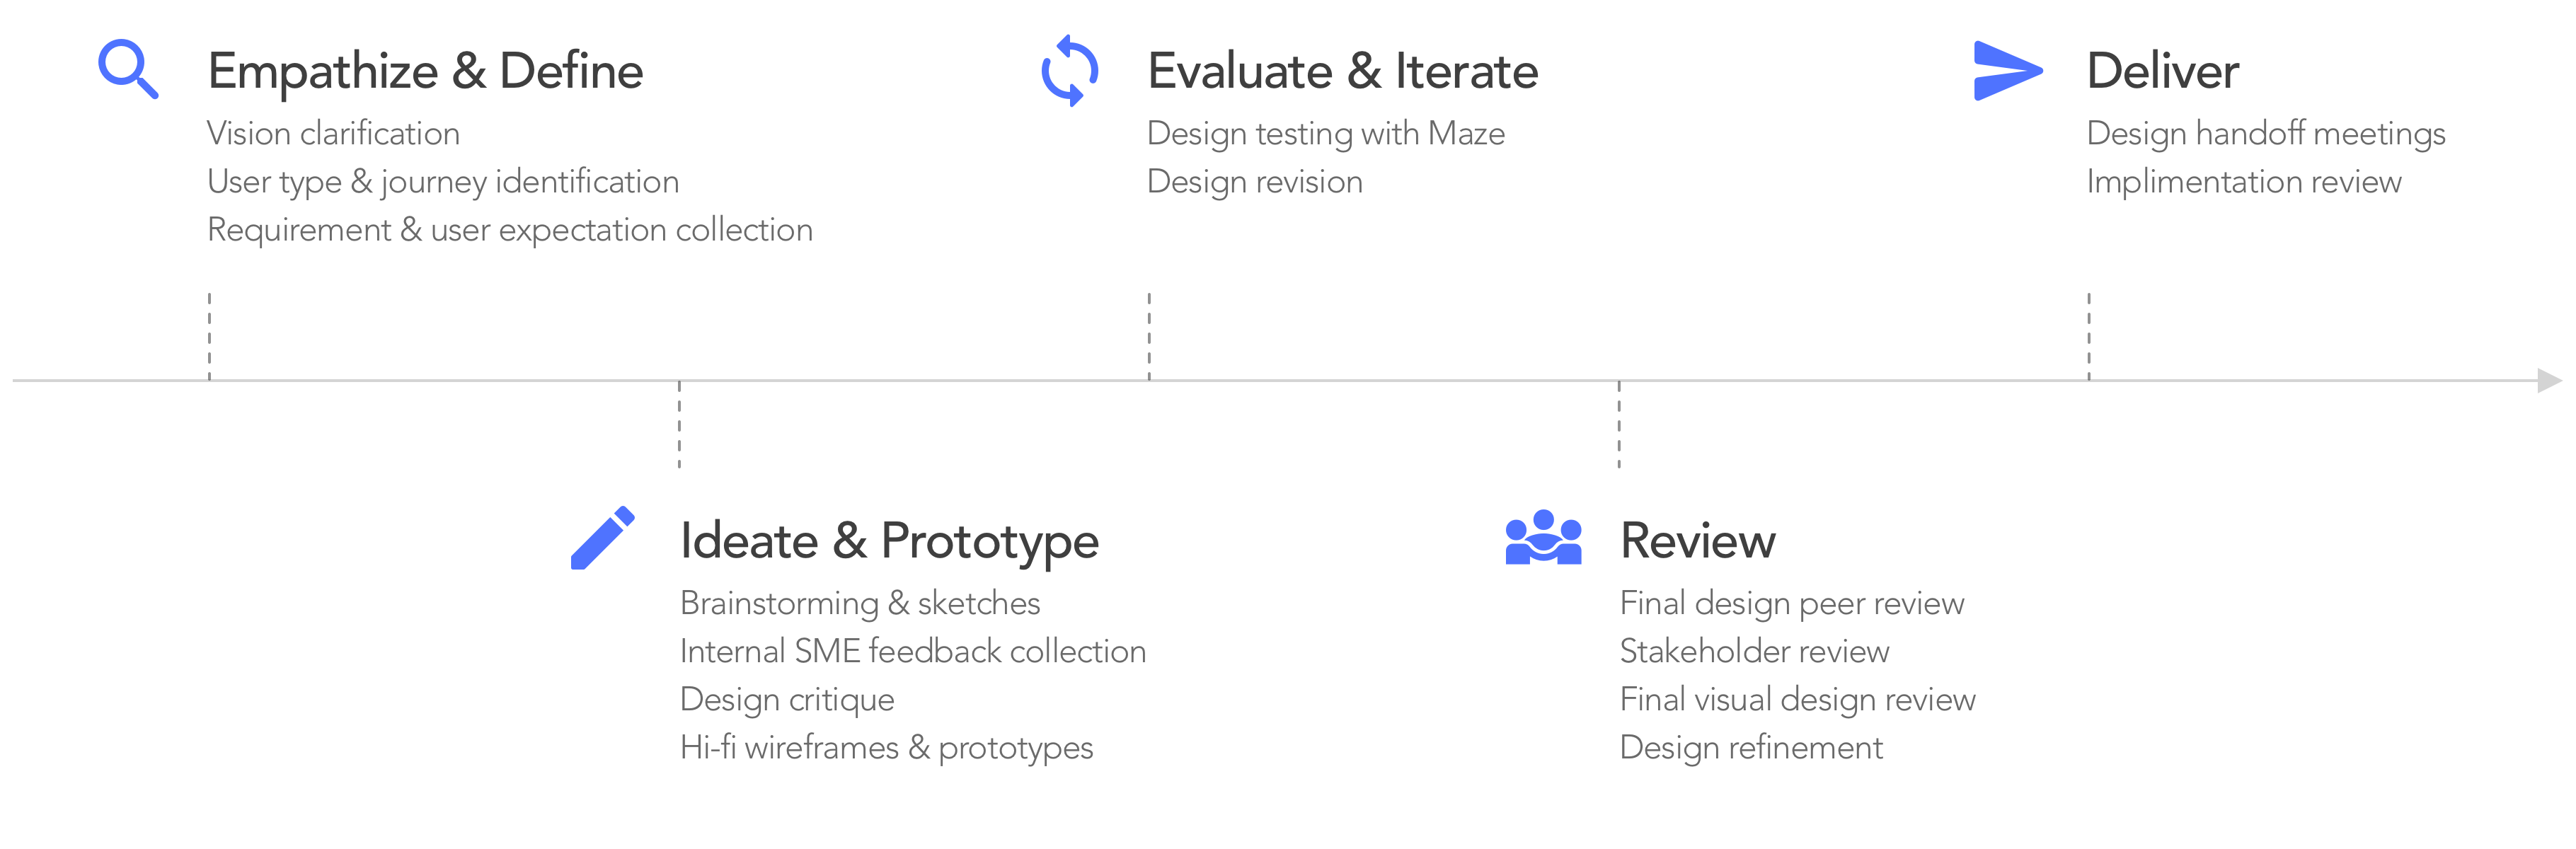 Empathize & Define
Vision clarification
User type & journey identification
Requirement & user expectation collection
Ideate & Prototype
Brainstorming & sketches
Internal SME feedback collection
Design critique
Hi-fi wireframes & prototypes
Evaluate & Iterate
Design testing with Maze
Design revision
Review
Final design peer review
Stakeholder review
Final visual design review
Design refinement
Deliver
Design handoff meetings
Implimentation review